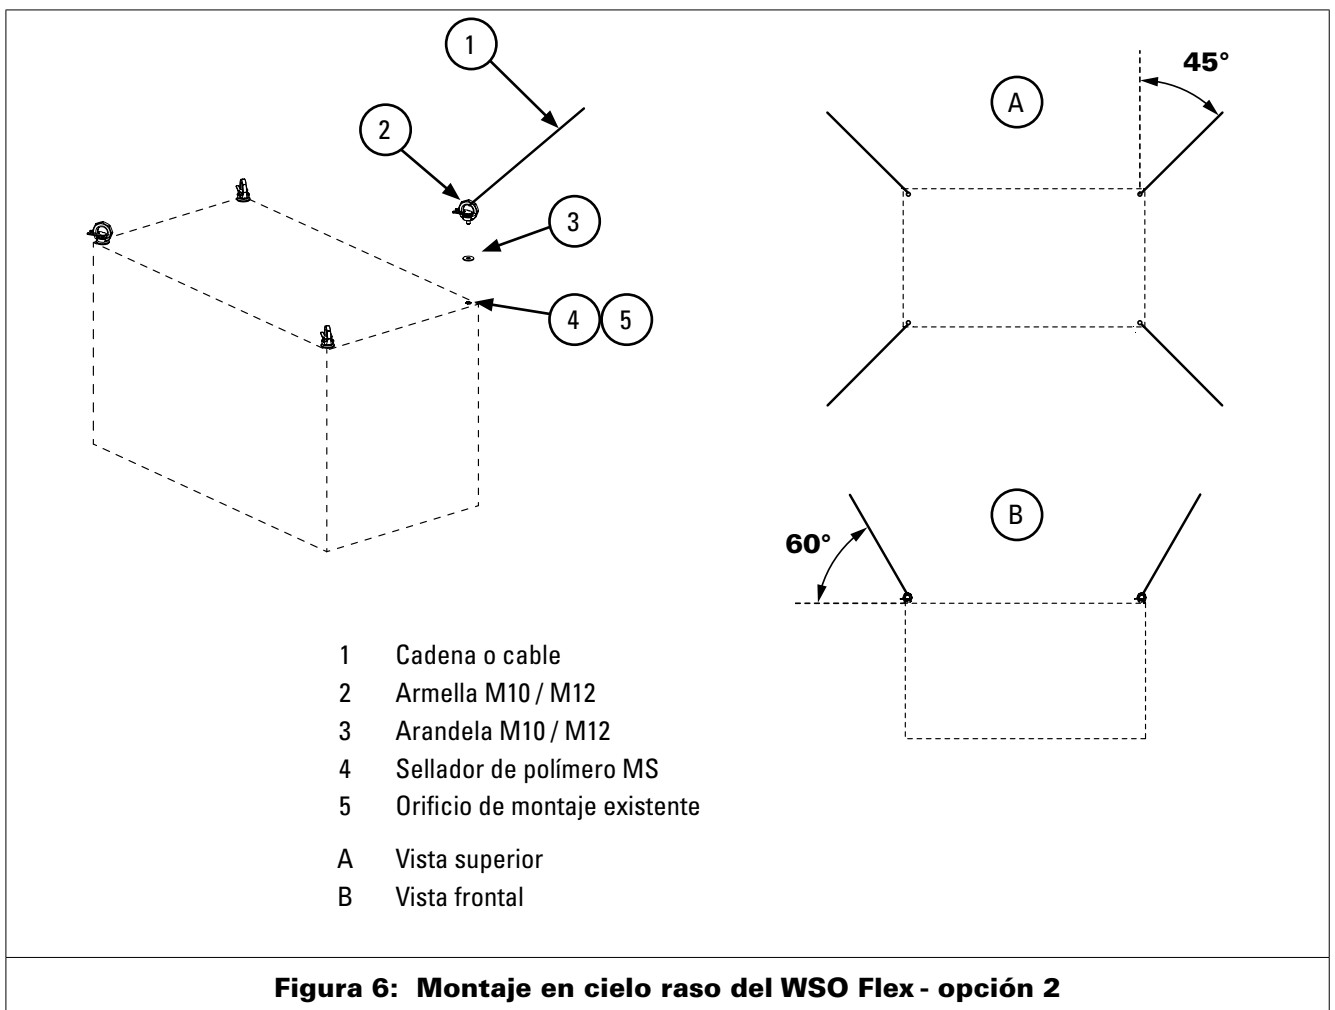 1
2
3
4
5
A
45°
B
60°
1 Cadena o cable
2 Armella M10 / M12
3 Arandela M10 / M12
4 Sellador de polímero MS
5 Orificio de montaje existente
A Vista superior
B Vista frontal
Figura 6: Montaje en cielo raso del WSO Flex - opción 2